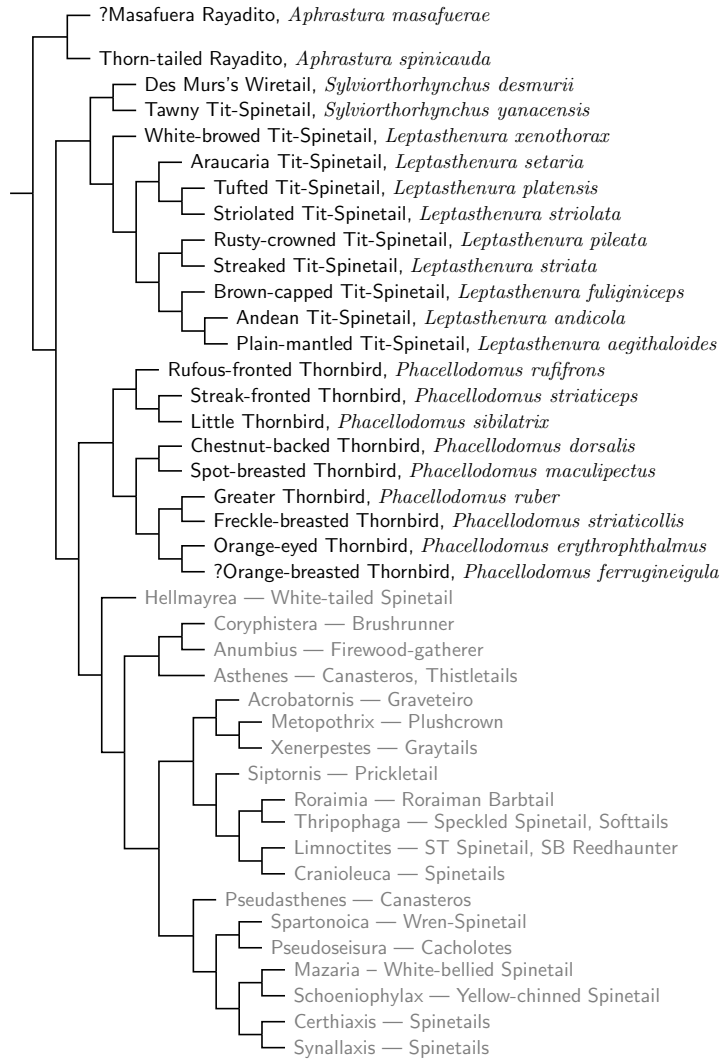 ?Masafuera Rayadito, Aphrastura masafuerae
Thorn-tailed Rayadito, Aphrastura spinicauda
Des Murs's Wiretail, Sylviorthorhynchus desmurii
Tawny Tit-Spinetail, Sylviorthorhynchus yanacensis
White-browed Tit-Spinetail, Leptasthenura xenothorax
Araucaria Tit-Spinetail, Leptasthenura setaria
Tufted Tit-Spinetail, Leptasthenura platensis
Striolated Tit-Spinetail, Leptasthenura striolata
Rusty-crowned Tit-Spinetail, Leptasthenura pileata
Streaked Tit-Spinetail, Leptasthenura striata
Brown-capped Tit-Spinetail, Leptasthenura fuliginiceps
Andean Tit-Spinetail, Leptasthenura andicola
Plain-mantled Tit-Spinetail, Leptasthenura aegithaloides
Rufous-fronted Thornbird, Phacellodomus rufifrons
Streak-fronted Thornbird, Phacellodomus striaticeps
Little Thornbird, Phacellodomus sibilatrix
Chestnut-backed Thornbird, Phacellodomus dorsalis
Spot-breasted Thornbird, Phacellodomus maculipectus
Greater Thornbird, Phacellodomus ruber
Freckle-breasted Thornbird, Phacellodomus striaticollis
Orange-eyed Thornbird, Phacellodomus erythrophthalmus
?Orange-breasted Thornbird, Phacellodomus ferrugineigula
Hellmayrea — White-tailed Spinetail
Coryphistera — Brushrunner
Anumbius — Firewood-gatherer
Asthenes — Canasteros, Thistletails
Acrobatornis — Graveteiro
Metopothrix — Plushcrown
Xenerpestes — Graytails
Siptornis — Prickletail
Roraimia — Roraiman Barbtail
Thripophaga — Speckled Spinetail, Softtails
Limnoctites — ST Spinetail, SB Reedhaunter
Cranioleuca — Spinetails
Pseudasthenes — Canasteros
Spartonoica — Wren-Spinetail
Pseudoseisura — Cacholotes
Mazaria – White-bellied Spinetail
Schoeniophylax — Yellow-chinned Spinetail
Certhiaxis — Spinetails
Synallaxis — Spinetails